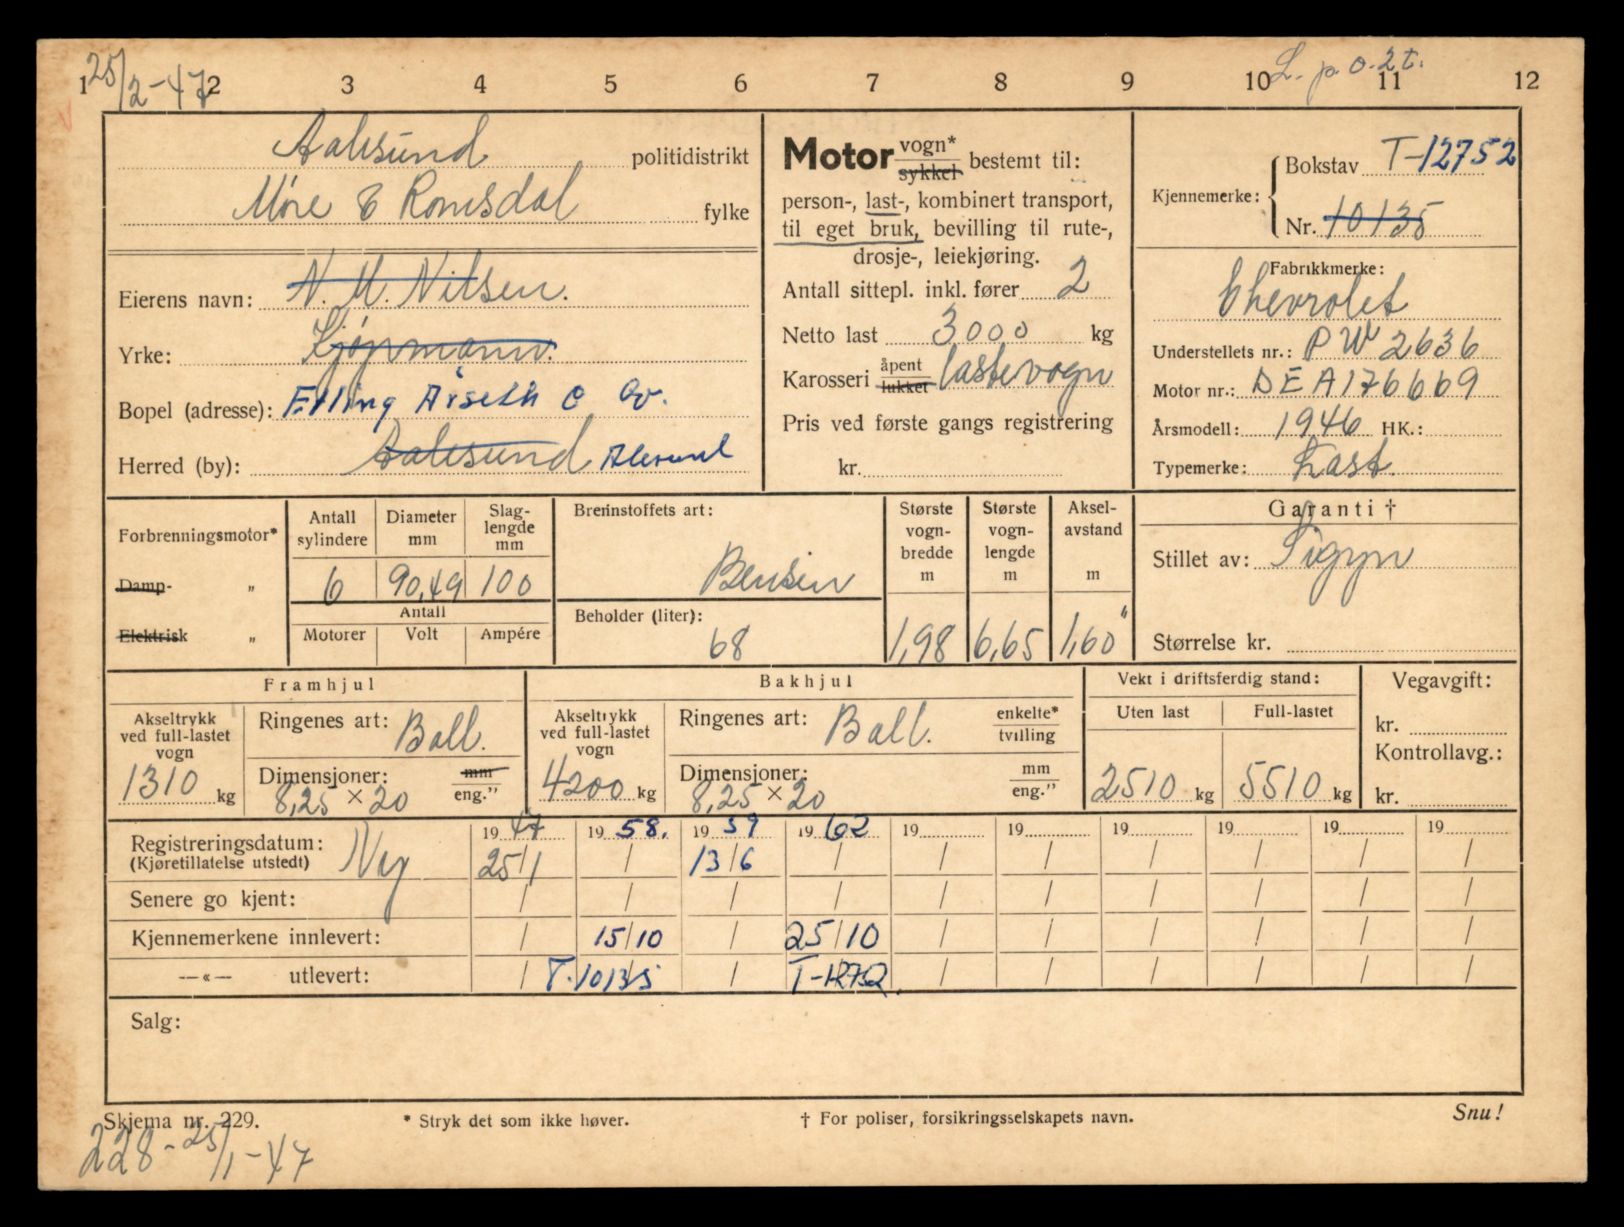 25/2-47
L. p. o. 2t.
1 2 3 4 5 6 7 8 9 10 11 12
Aalesund politidistrikt
Møre & Romsdal fylke
Eierens navn: N. M. Nilsen.
Yrke:
Bopel (adresse): Erling Årseth & Co.
Herred (by): Aalesund Ålesund
Motor vogn* sykkel bestemt til:
person-, last-, kombinert transport,
til eget bruk, bevilling til rute-,
drosje-, leiekjøring.
Antall sittepl. inkl. fører 2
Netto last 3000 kg
Karosseri åpent lukket lastevogn
Pris ved første gangs registrering
kr.
Kjennemerke: Bokstav T-12752
Nr. 10135
Fabrikkmerke:
Chevrolet
Understellets nr.: PW 2636
Motor nr.: DEA176669
Årsmodell: 1946 HK.:
Typemerke: Last.
Forbrenningsmotor*
Damp- „
Elektrisk „
Antall sylindere Diameter mm Slag-lengde mm
6 90,49 100
Antall
Motorer Volt Ampére
Brennstoffets art:
Bensin
Beholder (liter):
68
Største vogn-bredde m
1,98
Største vogn-lengde m
6,65
Aksel-avstand m
1,60
Garanti †
Stillet av: Sigyn
Størrelse kr.
Framhjul
Akseltrykk ved full-lastet vogn
1310 kg
Ringenes art: Ball.
Dimensjoner: mm
8,25 × 20 eng.”
Bakhjul
Akseltrykk ved full-lastet vogn
4200 kg
Ringenes art: Ball. enkelte* tvilling
Dimensjoner: mm
8,25 × 20 eng.”
Vekt i driftsferdig stand:
Uten last Full-lastet
2510 kg 5510 kg
Vegavgift:
kr.
Kontrollavg.:
kr.
Registreringsdatum: 1947 1958. 1959 1962 19 19 19 19 19 19
(Kjøretillatelse utstedt) Ny 25/1 / 13/6 / / / / / / /
Senere go kjent: / / / / / / / / / /
Kjennemerkene innlevert: / 15/10 / 25/10 / / / / / /
—«— utlevert: / T-10135 / T-12752 / / / / / /
Salg:
Skjema nr. 229.
* Stryk det som ikke høver.
† For poliser, forsikringsselskapets navn.
Snu!
228-25/1-47